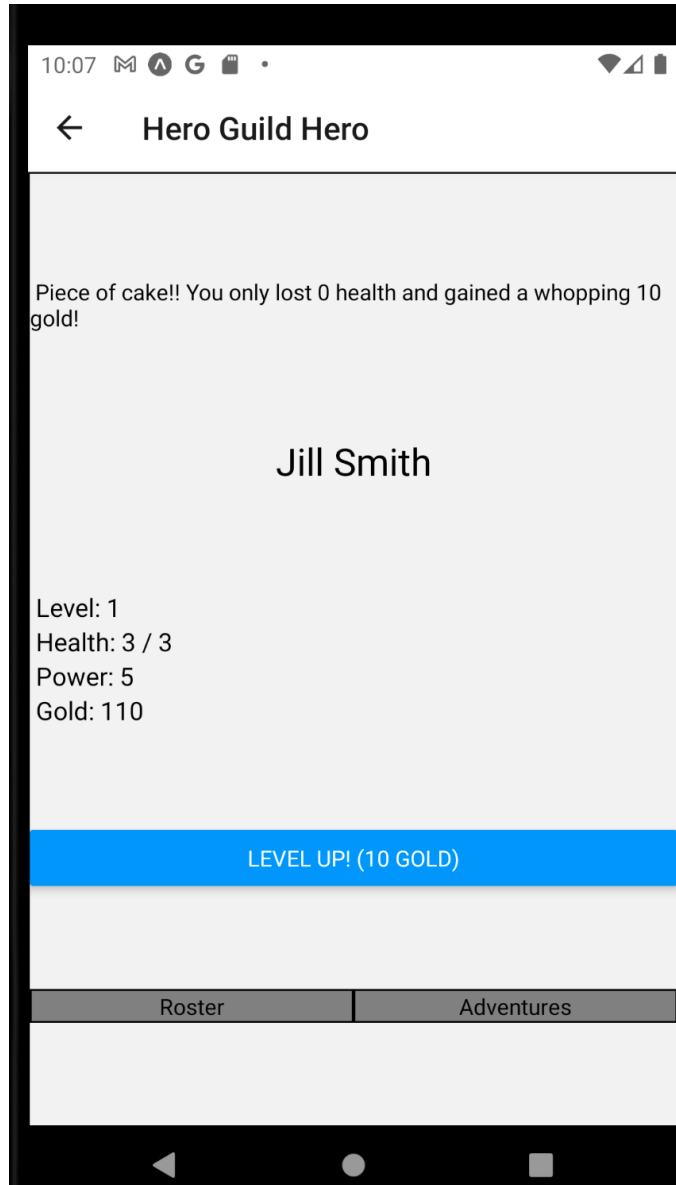 10:07
Hero Guild Hero
Piece of cake!! You only lost 0 health and gained a whopping 10
gold!
Jill Smith
Level: 1
Health: 3 / 3
Power: 5
Gold: 110
LEVEL UP! (10 GOLD)
Roster Adventures